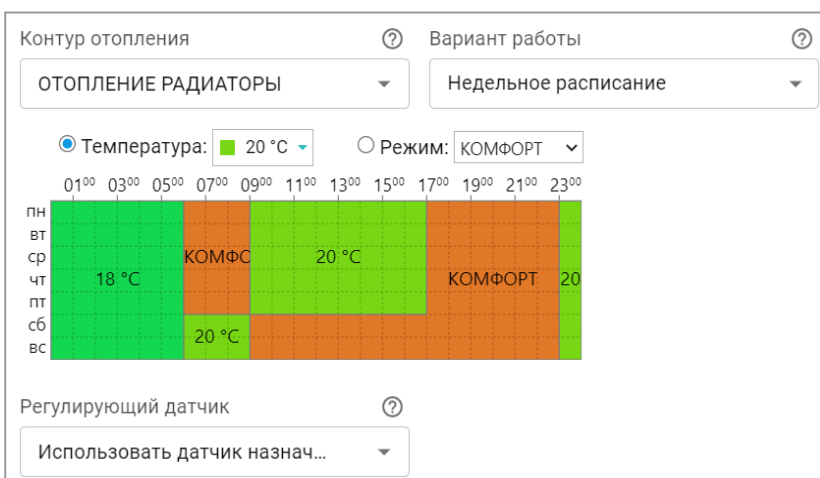 Контур отопления
Вариант работы
ОТОПЛЕНИЕ РАДИАТОРЫ
Недельное расписание
Температура: 20 °C
Режим: КОМФОРТ
01⁰⁰ 03⁰⁰ 05⁰⁰ 07⁰⁰ 09⁰⁰ 11⁰⁰ 13⁰⁰ 15⁰⁰ 17⁰⁰ 19⁰⁰ 21⁰⁰ 23⁰⁰
пн
вт
ср КОМФО 20 °C
чт 18 °C КОМФОРТ 20
пт
сб
20 °C
вс
Регулирующий датчик
Использовать датчик назнач...